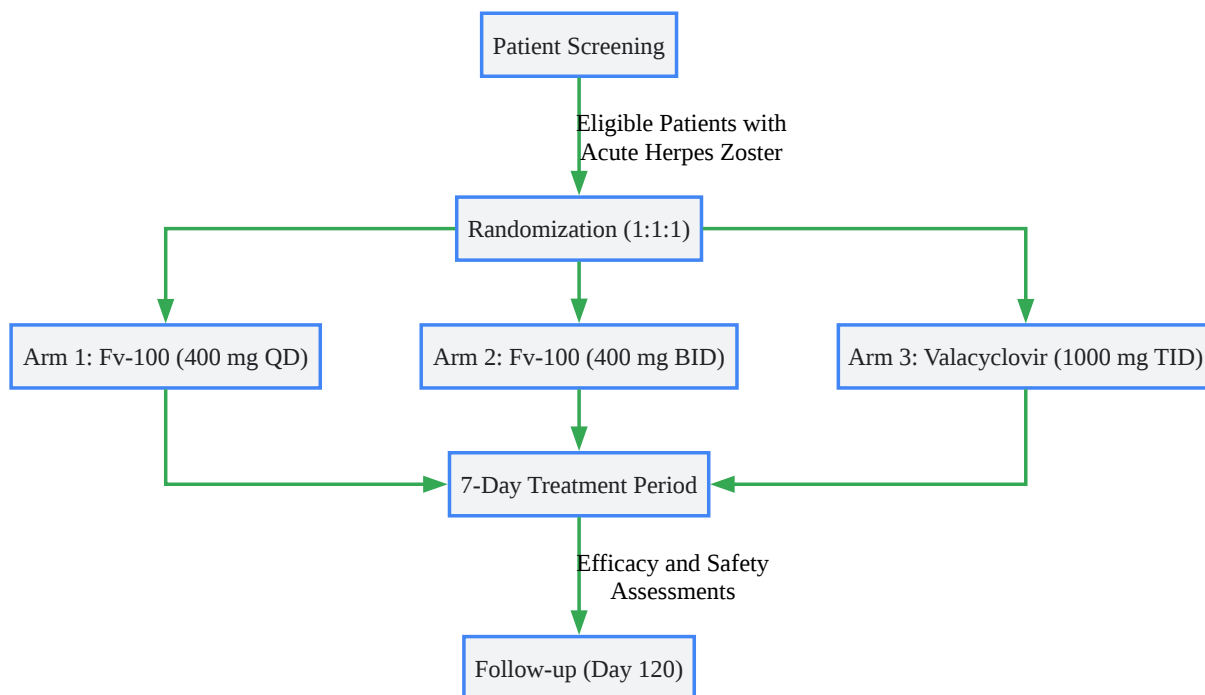 Patient Screening
Eligible Patients with
Acute Herpes Zoster
Randomization (1:1:1)
Arm 1: Fv-100 (400 mg QD)
Arm 2: Fv-100 (400 mg BID)
Arm 3: Valacyclovir (1000 mg TID)
7-Day Treatment Period
Efficacy and Safety
Assessments
Follow-up (Day 120)